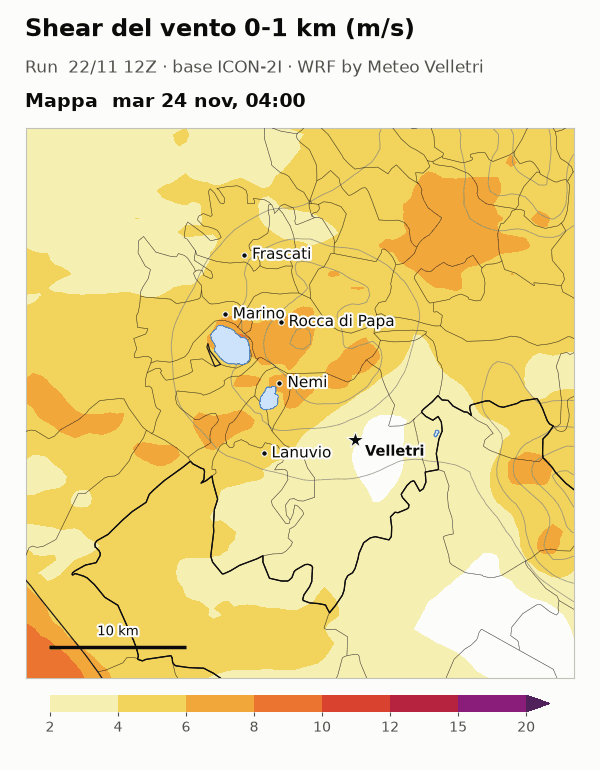 Shear del vento 0-1 km (m/s)
Run  22/11 12Z · base ICON-2I · WRF by Meteo Velletri
Mappa  mar 24 nov, 04:00
Frascati
Marino
Rocca di Papa
Nemi
Velletri
Lanuvio
10 km
2 4 6 8 10 12 15 20